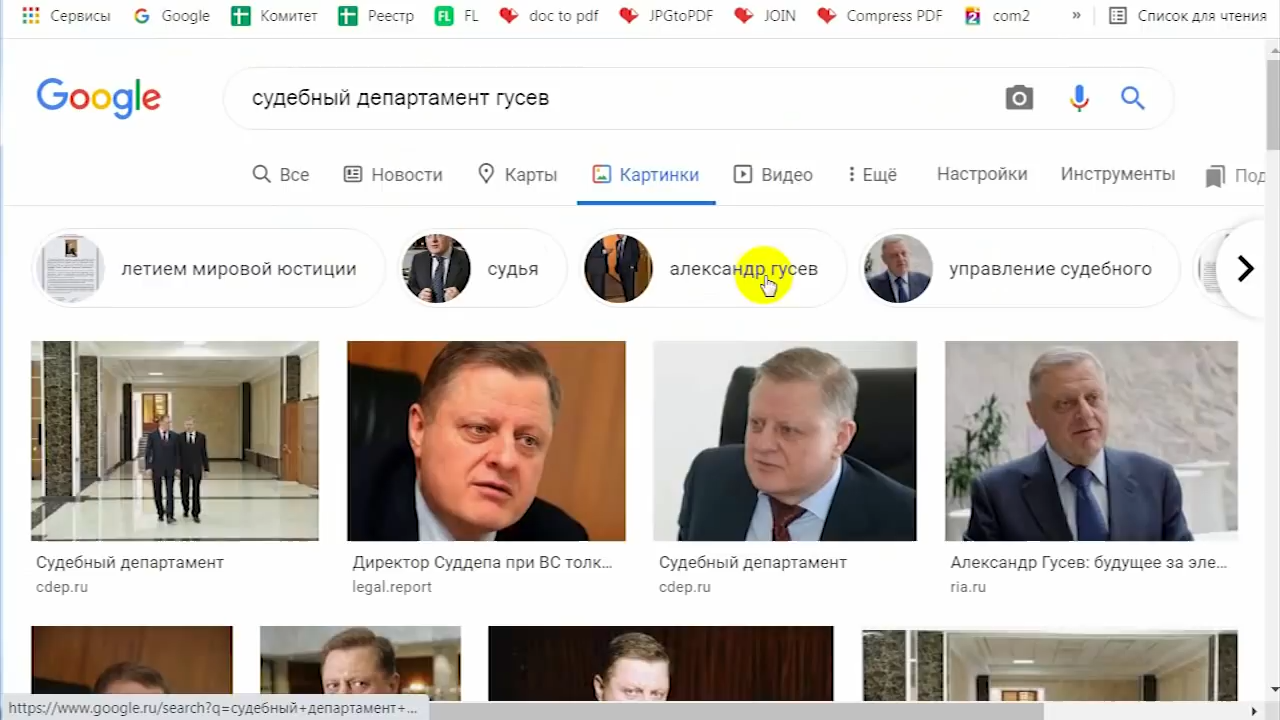 Сервисы Google Комитет Реестр FL FL doc to pdf JPGtoPDF JOIN Compress PDF 2 com2 » Список для чтения
Google судебный департамент гусев
Все Новости Карты Картинки Видео Ещё Настройки Инструменты Под
летием мировой юстиции судья александр гусев управление судебного
Судебный департамент Директор Суддепа при ВС толк... Судебный департамент Александр Гусев: будущее за эле...
cdep.ru legal.report cdep.ru ria.ru
https://www.google.ru/search?q=судебный+департамент+...